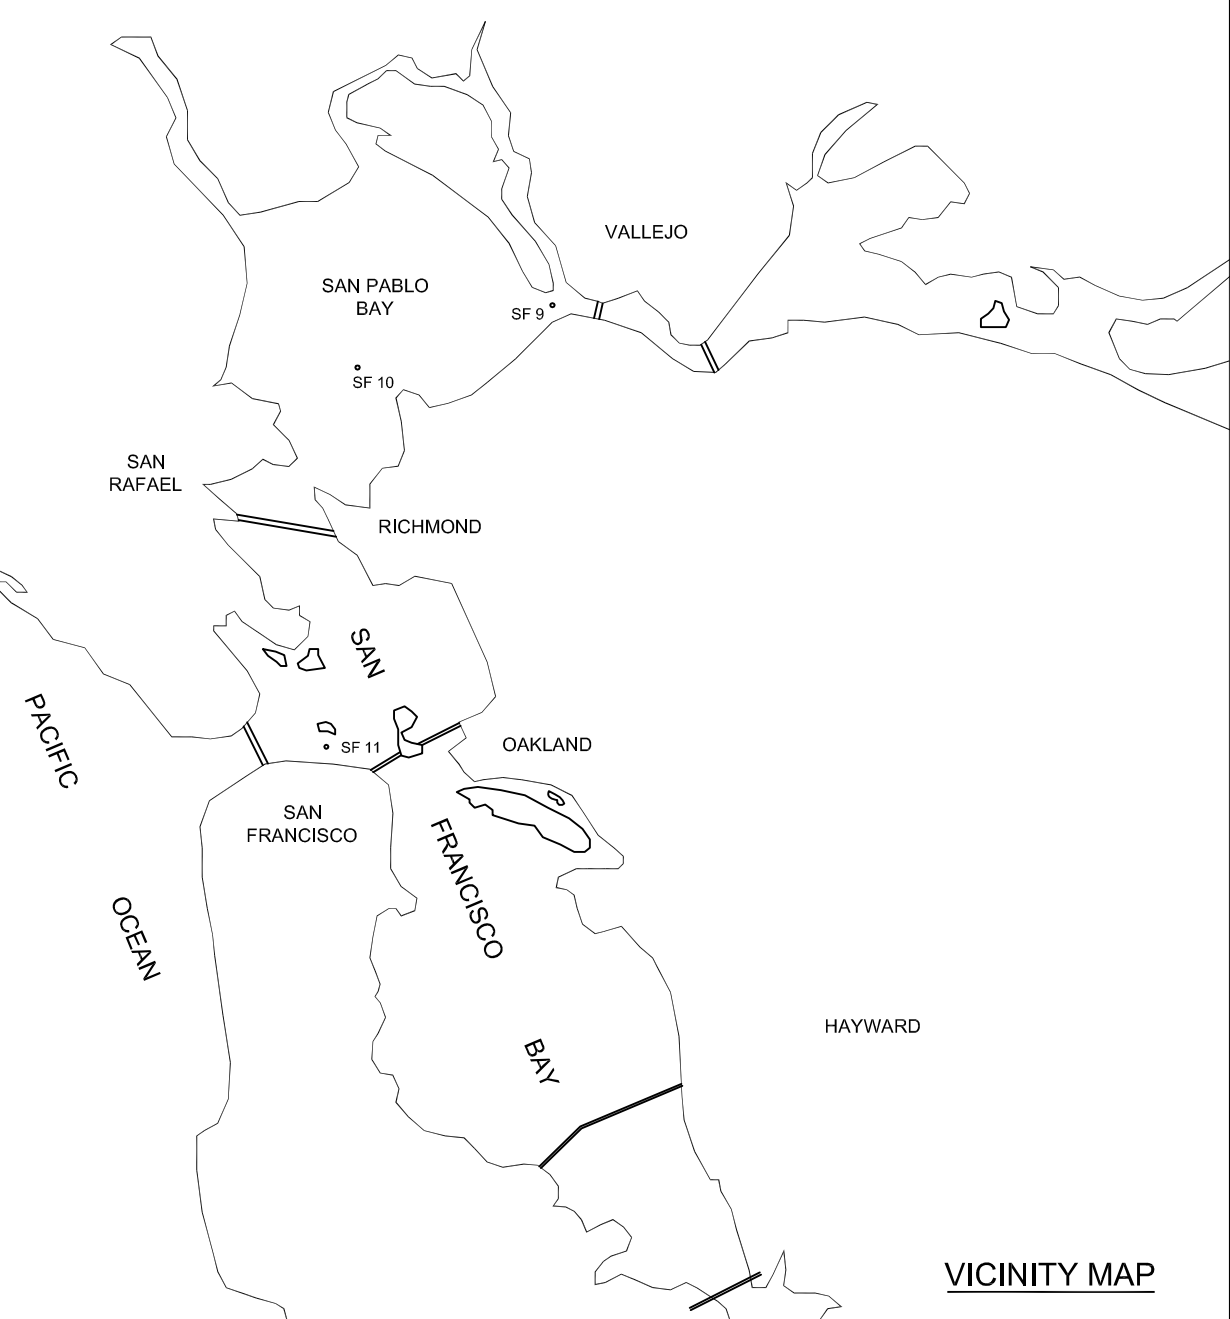 VALLEJO
SAN PABLO
BAY
SF 9
SF 10
SAN
RAFAEL
RICHMOND
SAN
PACIFIC
SF 11
OAKLAND
SAN
FRANCISCO
FRANCISCO
OCEAN
HAYWARD
BAY
VICINITY MAP